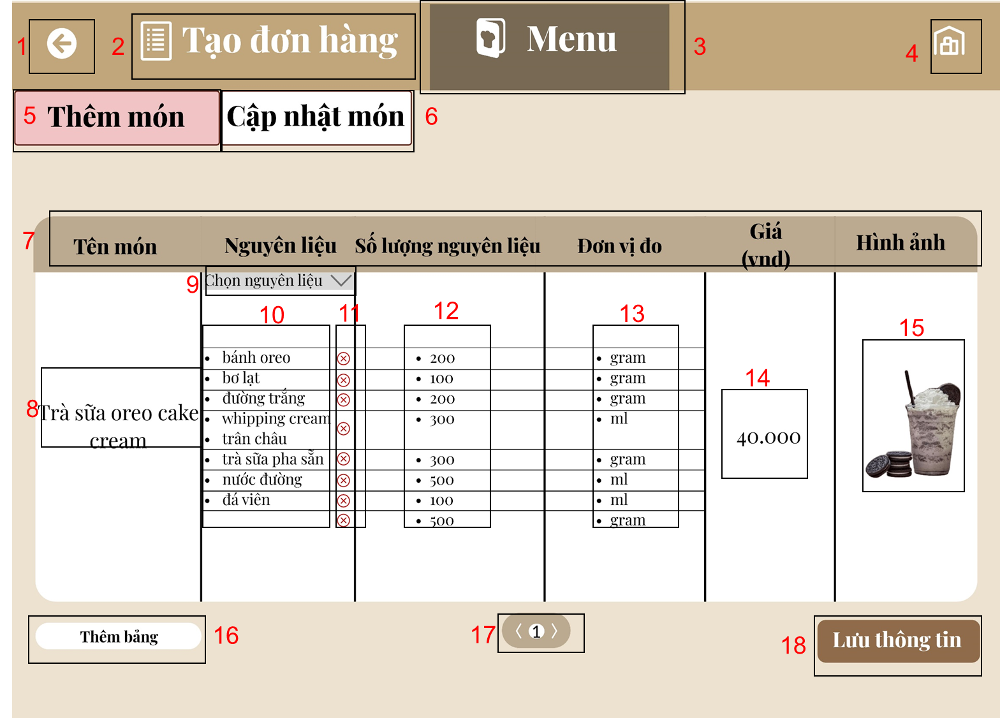 1
2
Tạo đơn hàng
Menu
3
4
5
Thêm món
Cập nhật món
6
7
Tên món
Nguyên liệu
Số lượng nguyên liệu
Đơn vị đo
Giá
(vnd)
Hình ảnh
9
Chọn nguyên liệu
10
11
12
13
15
• bánh oreo
• 200
• gram
• bơ lạt
• 100
• gram
14
• đường trắng
• 200
• gram
8
Trà sữa oreo cake
cream
• whipping cream
• 300
• ml
• trân châu
40.000
• trà sữa pha sẵn
• 300
• gram
• nước đường
• 500
• ml
• đá viên
• 100
• ml
• 500
• gram
Thêm bảng
16
17
1
18
Lưu thông tin